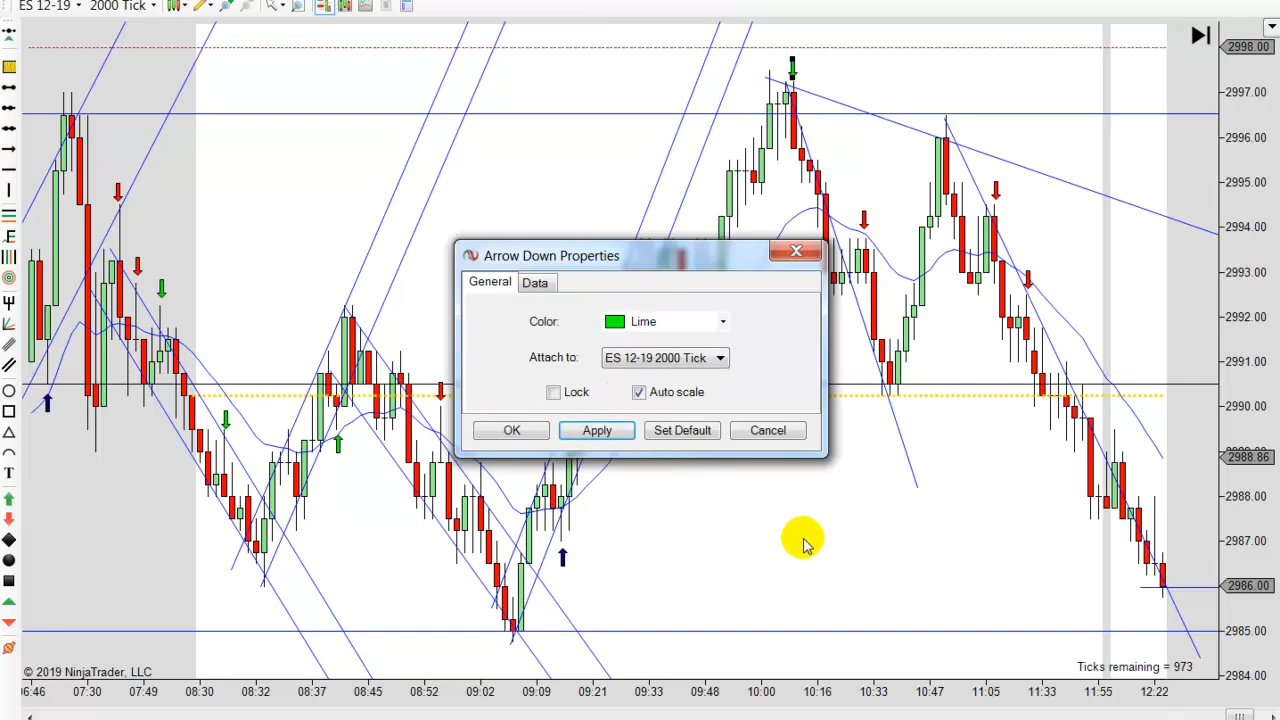 ES 12-19 2000 Tick
2998.00
2997.00
2996.00
2995.00
2994.00
2993.00
2992.00
2991.00
2990.00
2988.86
2988.00
2987.00
2986.00
2985.00
2984.00
Arrow Down Properties
General Data
Color: Lime
Attach to: ES 12-19 2000 Tick
Lock Auto scale
OK Apply Set Default Cancel
T
© 2019 NinjaTrader, LLC
Ticks remaining = 973
06:46 07:30 07:49 08:30 08:32 08:37 08:45 08:52 09:02 09:09 09:21 09:33 09:48 10:00 10:16 10:33 10:47 11:05 11:33 11:55 12:22